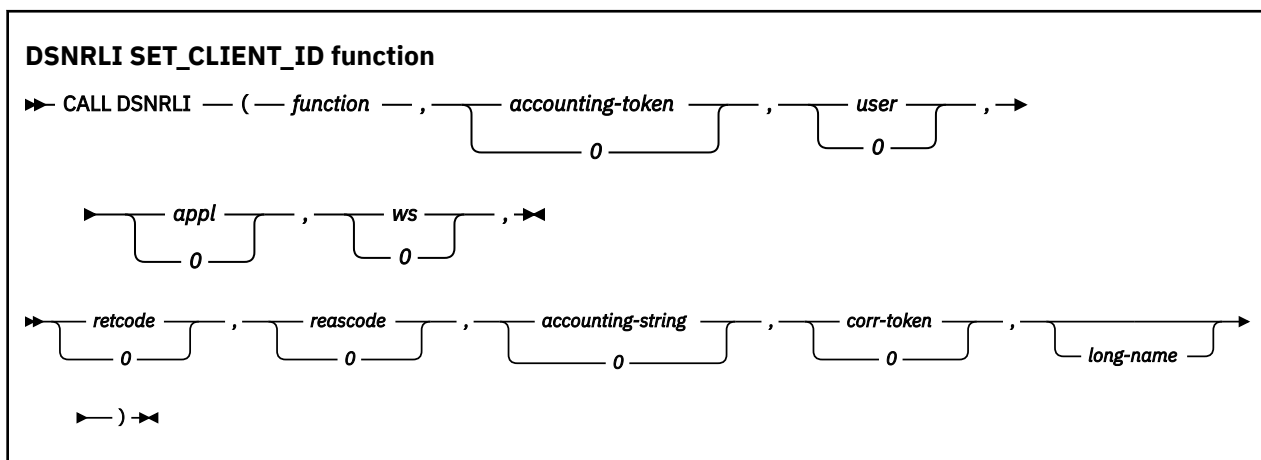 DSNRLI SET_CLIENT_ID function
CALL DSNRLI ( function , accounting-token , user ,
0 0
appl , ws ,
0 0
retcode , reascode , accounting-string , corr-token ,
0 0 0 0 long-name
)